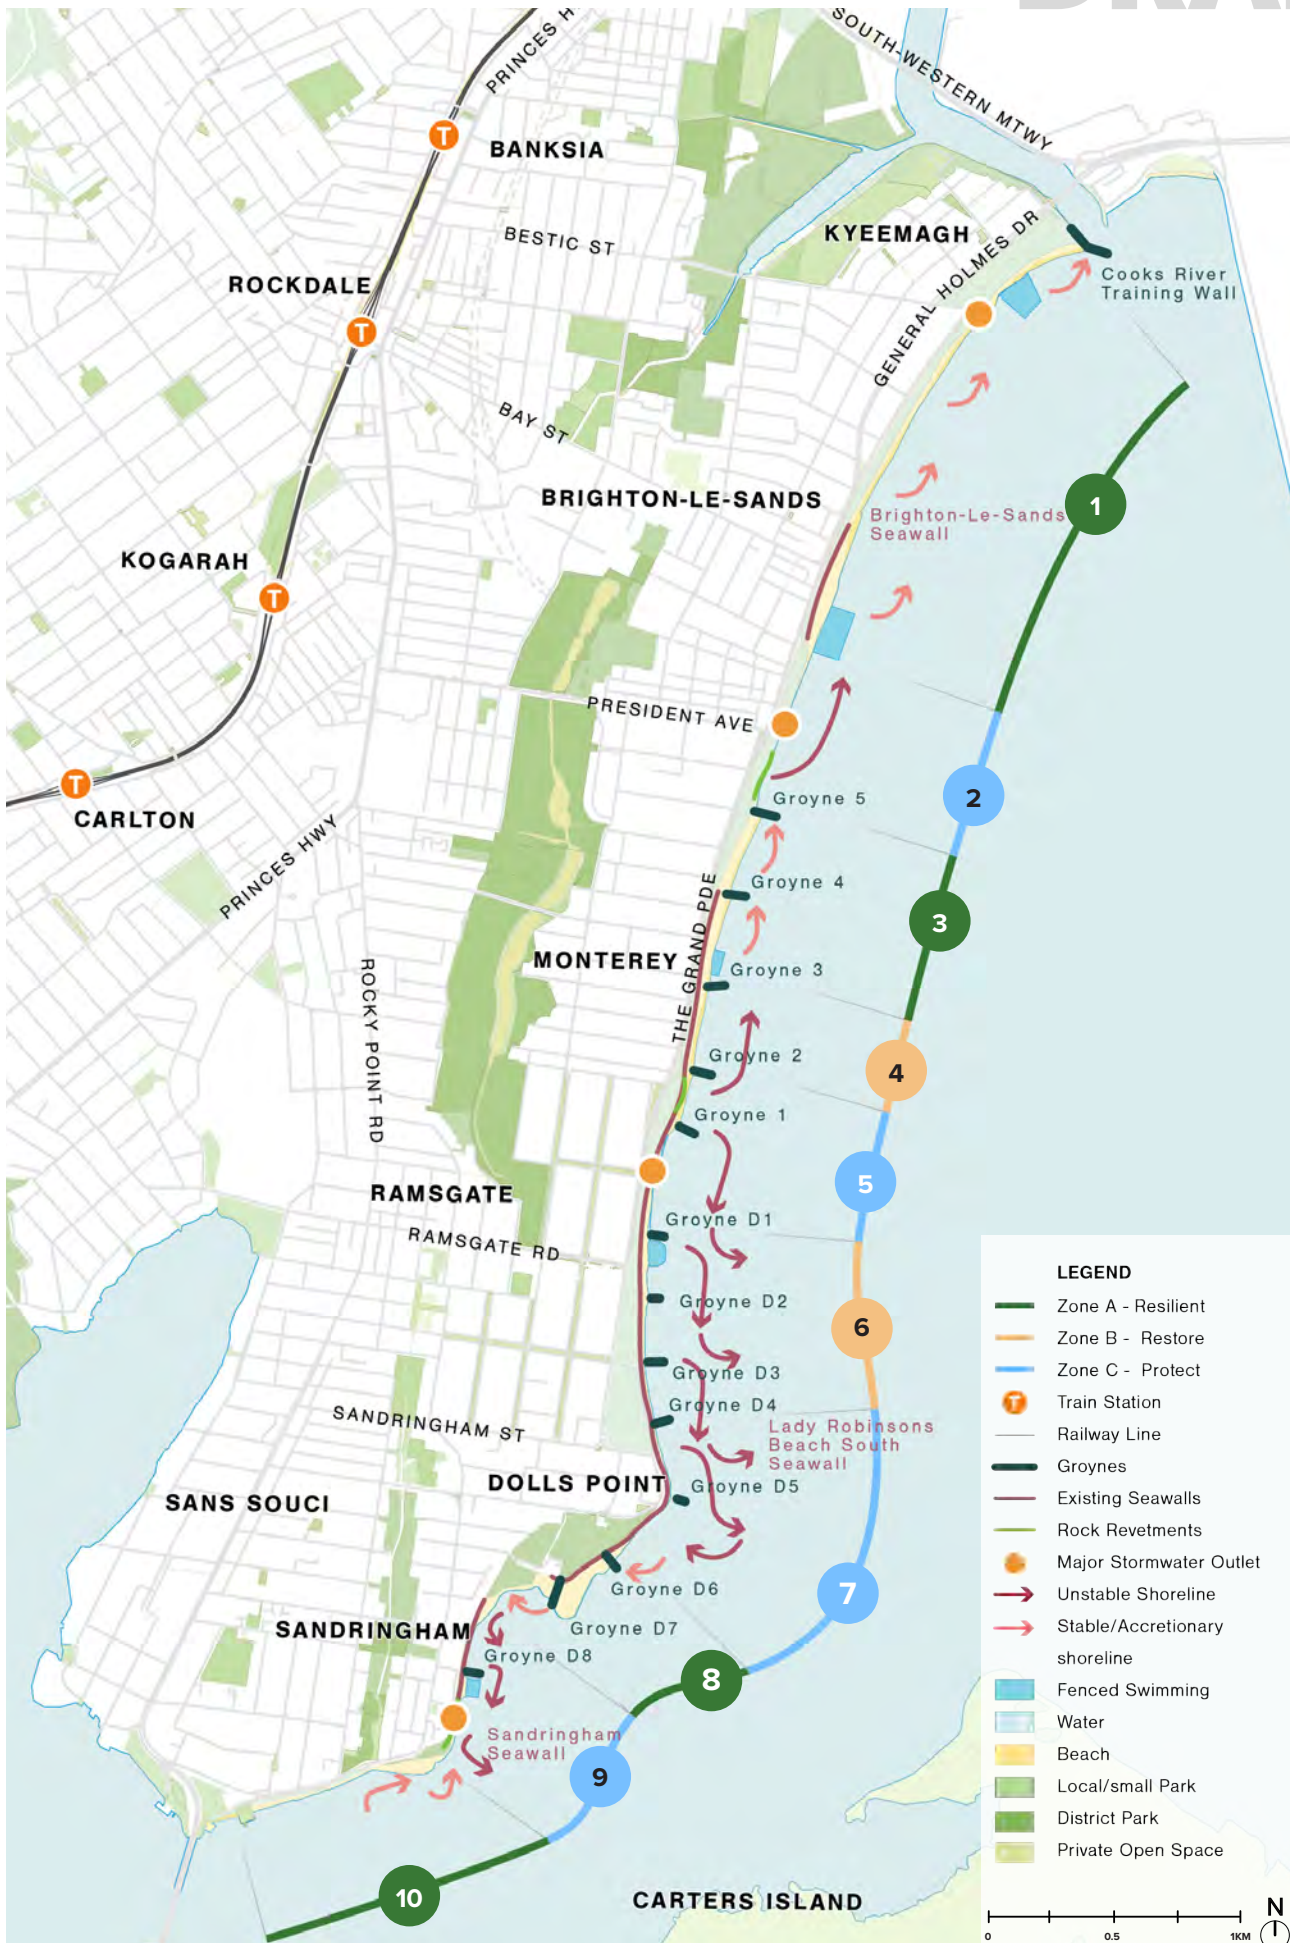 DRA
SOUTH-WESTERN MTWY
PRINCES H
T
BANKSIA
KYEEMAGH
BESTIC ST
GENERAL HOLMES DR
Cooks River
Training Wall
ROCKDALE
T
BAY ST
BRIGHTON-LE-SANDS
Brighton-Le-Sands
Seawall
1
KOGARAH
T
PRESIDENT AVE
T
CARLTON
Groyne 5
2
PRINCES HWY
THE GRAND PDE
Groyne 4
3
MONTEREY
Groyne 3
ROCKY POINT RD
Groyne 2
4
Groyne 1
RAMSGATE
5
Groyne D1
RAMSGATE RD
Groyne D2
6
Groyne D3
Groyne D4
SANDRINGHAM ST
Lady Robinsons
Beach South
Seawall
DOLLS POINT
Groyne D5
SANS SOUCI
Groyne D6
7
Groyne D7
SANDRINGHAM
Groyne D8
8
Sandringham
Seawall
9
10
CARTERS ISLAND
LEGEND
Zone A - Resilient
Zone B - Restore
Zone C - Protect
T
Train Station
Railway Line
Groynes
Existing Seawalls
Rock Revetments
Major Stormwater Outlet
Unstable Shoreline
Stable/Accretionary
shoreline
Fenced Swimming
Water
Beach
Local/small Park
District Park
Private Open Space
N
0
0.5
1KM